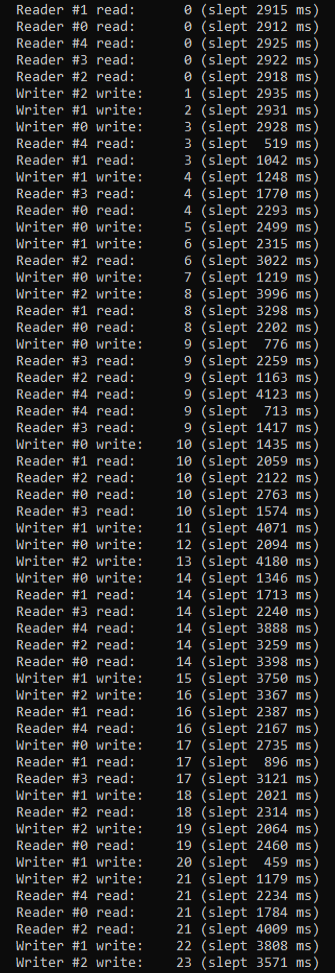 Reader #1 read:     0 (slept 2915 ms)
Reader #0 read:     0 (slept 2912 ms)
Reader #4 read:     0 (slept 2925 ms)
Reader #3 read:     0 (slept 2922 ms)
Reader #2 read:     0 (slept 2918 ms)
Writer #2 write:    1 (slept 2935 ms)
Writer #1 write:    2 (slept 2931 ms)
Writer #0 write:    3 (slept 2928 ms)
Reader #4 read:     3 (slept  519 ms)
Reader #1 read:     3 (slept 1042 ms)
Writer #1 write:    4 (slept 1248 ms)
Reader #3 read:     4 (slept 1770 ms)
Reader #0 read:     4 (slept 2293 ms)
Writer #0 write:    5 (slept 2499 ms)
Writer #1 write:    6 (slept 2315 ms)
Reader #2 read:     6 (slept 3022 ms)
Writer #0 write:    7 (slept 1219 ms)
Writer #2 write:    8 (slept 3996 ms)
Reader #1 read:     8 (slept 3298 ms)
Reader #0 read:     8 (slept 2202 ms)
Writer #0 write:    9 (slept  776 ms)
Reader #3 read:     9 (slept 2259 ms)
Reader #2 read:     9 (slept 1163 ms)
Reader #4 read:     9 (slept 4123 ms)
Reader #4 read:     9 (slept  713 ms)
Reader #3 read:     9 (slept 1417 ms)
Writer #0 write:   10 (slept 1435 ms)
Reader #1 read:    10 (slept 2059 ms)
Reader #2 read:    10 (slept 2122 ms)
Reader #0 read:    10 (slept 2763 ms)
Reader #3 read:    10 (slept 1574 ms)
Writer #1 write:   11 (slept 4071 ms)
Writer #0 write:   12 (slept 2094 ms)
Writer #2 write:   13 (slept 4180 ms)
Writer #0 write:   14 (slept 1346 ms)
Reader #1 read:    14 (slept 1713 ms)
Reader #3 read:    14 (slept 2240 ms)
Reader #4 read:    14 (slept 3888 ms)
Reader #2 read:    14 (slept 3259 ms)
Reader #0 read:    14 (slept 3398 ms)
Writer #1 write:   15 (slept 3750 ms)
Writer #2 write:   16 (slept 3367 ms)
Reader #1 read:    16 (slept 2387 ms)
Reader #4 read:    16 (slept 2167 ms)
Writer #0 write:   17 (slept 2735 ms)
Reader #1 read:    17 (slept  896 ms)
Reader #3 read:    17 (slept 3121 ms)
Writer #1 write:   18 (slept 2021 ms)
Reader #2 read:    18 (slept 2314 ms)
Writer #2 write:   19 (slept 2064 ms)
Reader #0 read:    19 (slept 2460 ms)
Writer #1 write:   20 (slept  459 ms)
Writer #2 write:   21 (slept 1179 ms)
Reader #4 read:    21 (slept 2234 ms)
Reader #0 read:    21 (slept 1784 ms)
Reader #2 read:    21 (slept 4009 ms)
Writer #1 write:   22 (slept 3808 ms)
Writer #2 write:   23 (slept 3571 ms)